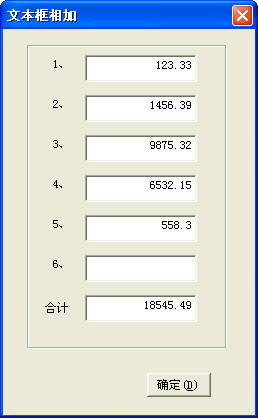 文本框相加
1、 123.33
2、 1456.39
3、 9875.32
4、 6532.15
5、 558.3
6、
合计 18545.49
确定(D)